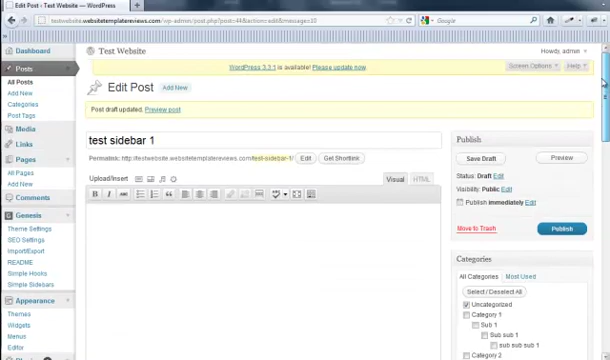 Edit Post ‹ Test Website — WordPress
testwebsite.websitetemplatereviews.com/wp-admin/post.php?post=44&action=edit&message=10
Google
Test Website
Howdy, admin
Dashboard
WordPress 3.3.1 is available! Please update now.
Screen Options
Help
Posts
All Posts
Add New
Categories
Post Tags
Media
Links
Pages
All Pages
Add New
Comments
Genesis
Theme Settings
SEO Settings
Import/Export
README
Simple Hooks
Simple Sidebars
Appearance
Themes
Widgets
Menus
Editor
Edit Post
Add New
Post draft updated. Preview post
test sidebar 1
Permalink: http://testwebsite.websitetemplatereviews.com/test-sidebar-1/
Edit
Get Shortlink
Upload/Insert
Visual
HTML
B I ABC
Publish
Save Draft
Preview
Status: Draft Edit
Visibility: Public Edit
Publish immediately Edit
Move to Trash
Publish
Categories
All Categories
Most Used
Select / Deselect All
Uncategorized
Category 1
Sub 1
Sub sub 1
sub sub sub 1
Category 2